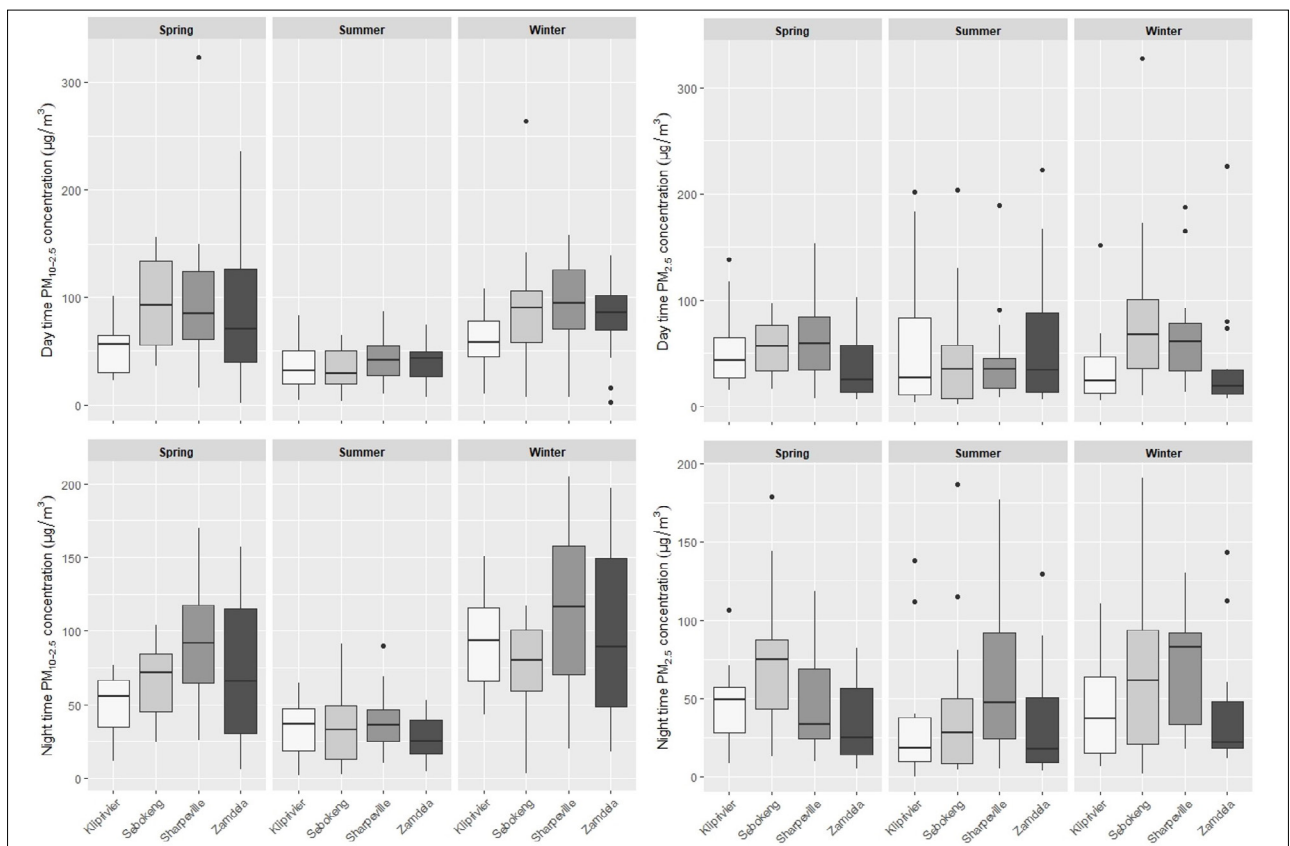 Spring Summer Winter
Day time PM10–2.5 concentration (µg/m³)
300
200
100
0
Spring Summer Winter
Day time PM2.5 concentration (µg/m³)
300
200
100
0
Spring Summer Winter
Night time PM10–2.5 concentration (µg/m³)
200
150
100
50
0
Kliprivier Sebokeng Sharpeville Zamdela Kliprivier Sebokeng Sharpeville Zamdela Kliprivier Sebokeng Sharpeville Zamdela
Spring Summer Winter
Night time PM2.5 concentration (µg/m³)
200
150
100
50
0
Kliprivier Sebokeng Sharpeville Zamdela Kliprivier Sebokeng Sharpeville Zamdela Kliprivier Sebokeng Sharpeville Zamdela